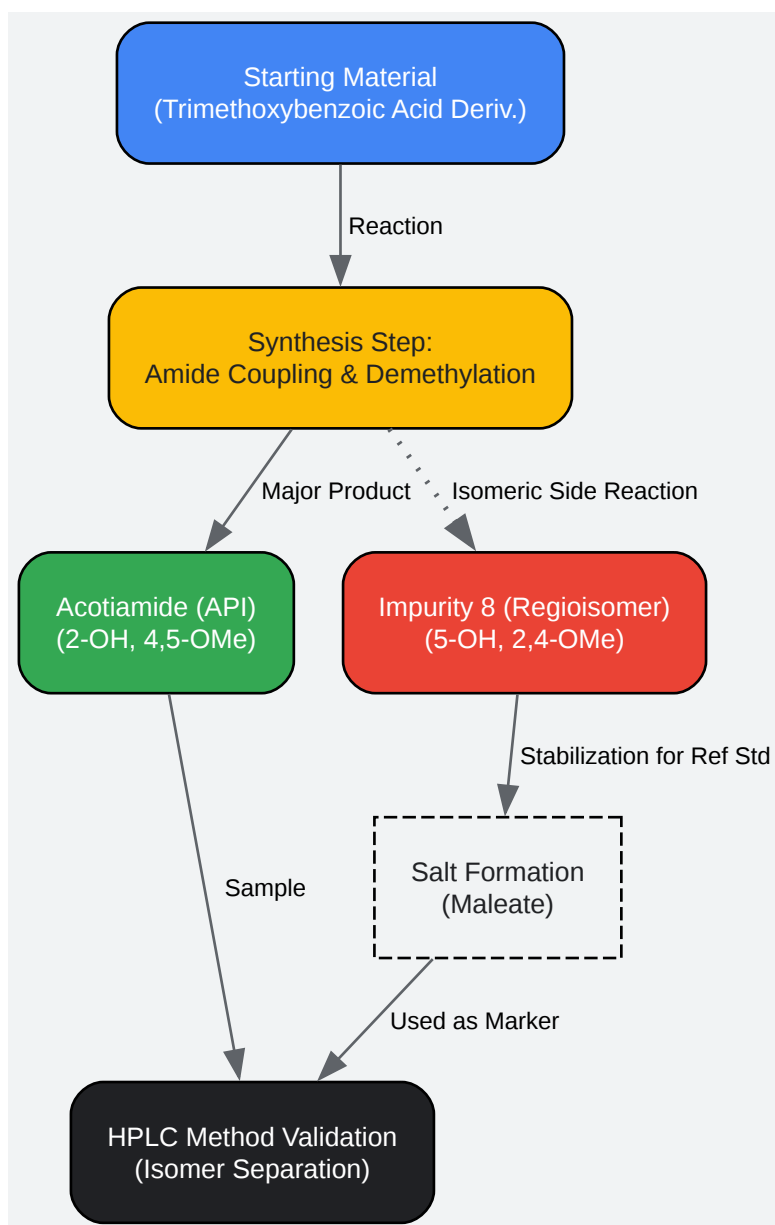 Starting Material
(Trimethoxybenzoic Acid Deriv.)
Reaction
Synthesis Step:
Amide Coupling & Demethylation
Major Product
Isomeric Side Reaction
Acotiamide (API)
(2-OH, 4,5-OMe)
Impurity 8 (Regioisomer)
(5-OH, 2,4-OMe)
Stabilization for Ref Std
Salt Formation
(Maleate)
Sample
Used as Marker
HPLC Method Validation
(Isomer Separation)